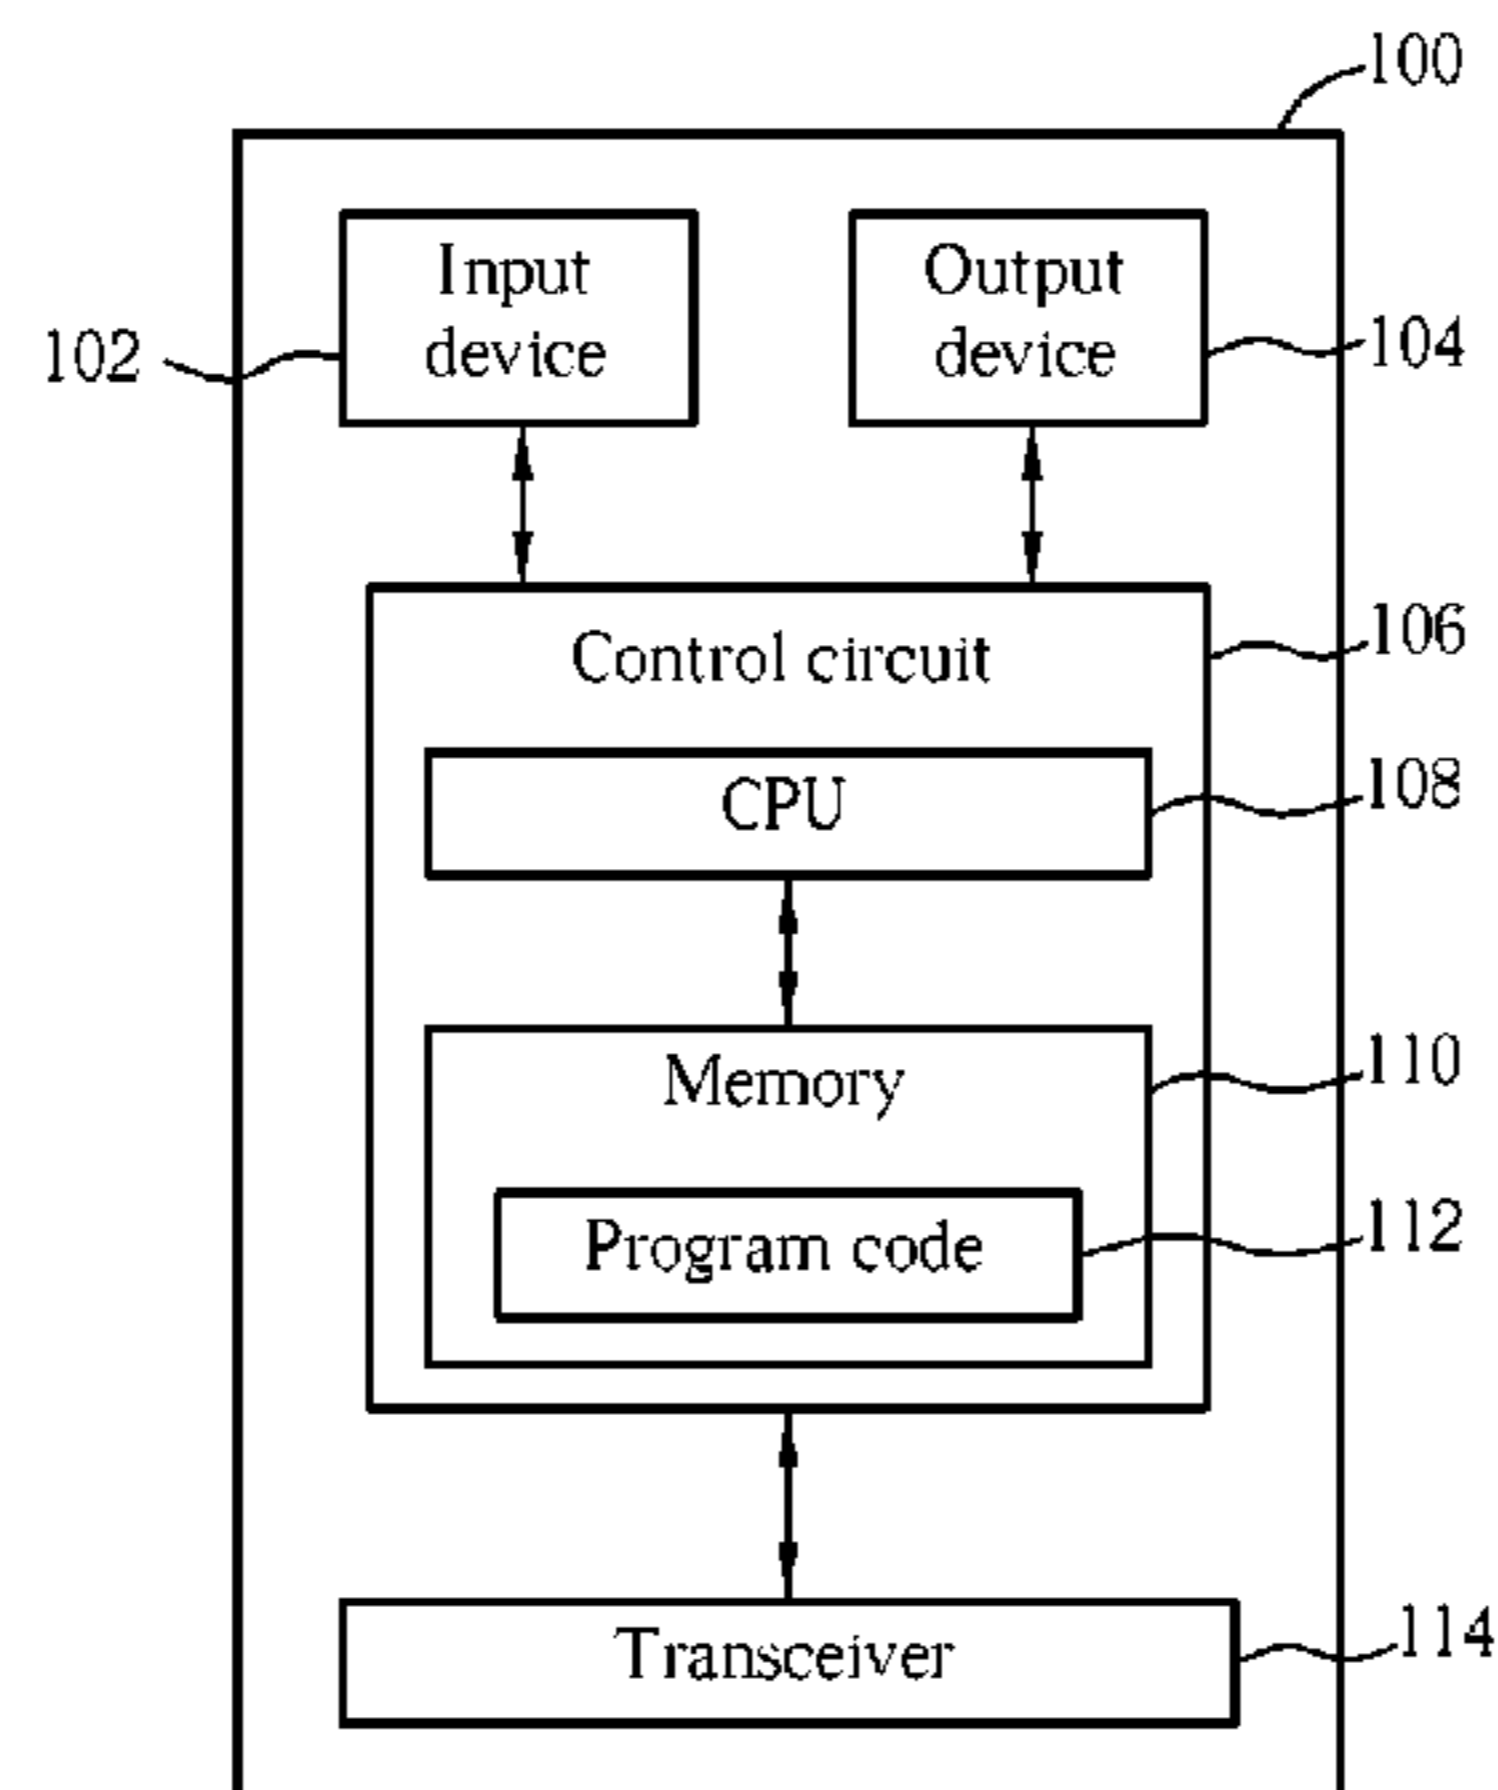 100
Input
device
Output
device
102
104
Control circuit
106
CPU
108
Memory
110
Program code
112
Transceiver
114